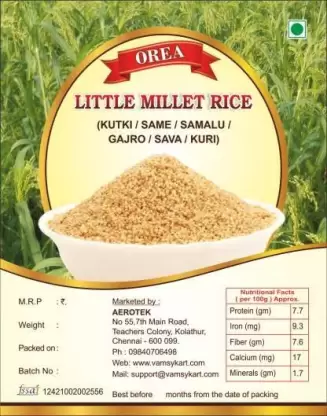 OREA
LITTLE MILLET RICE
(KUTKI / SAME / SAMALU /
GAJRO / SAVA / KURI)
M.R.P : ₹.
Weight :
Packed on:
Batch No :
fssai 12421002002556
Marketed by :
AEROTEK
No 55,7th Main Road,
Teachers Colony, Kolathur,
Chennai - 600 099.
Ph : 09840706498
Web: www.vamsykart.com
Mail: support@vamsykart.com
Best before months from the date of packing
Nutritional Facts
( per 100g ) Approx.
Protein (gm) 7.7
Iron (mg) 9.3
Fiber (gm) 7.6
Calcium (mg) 17
Minerals (gm) 1.7